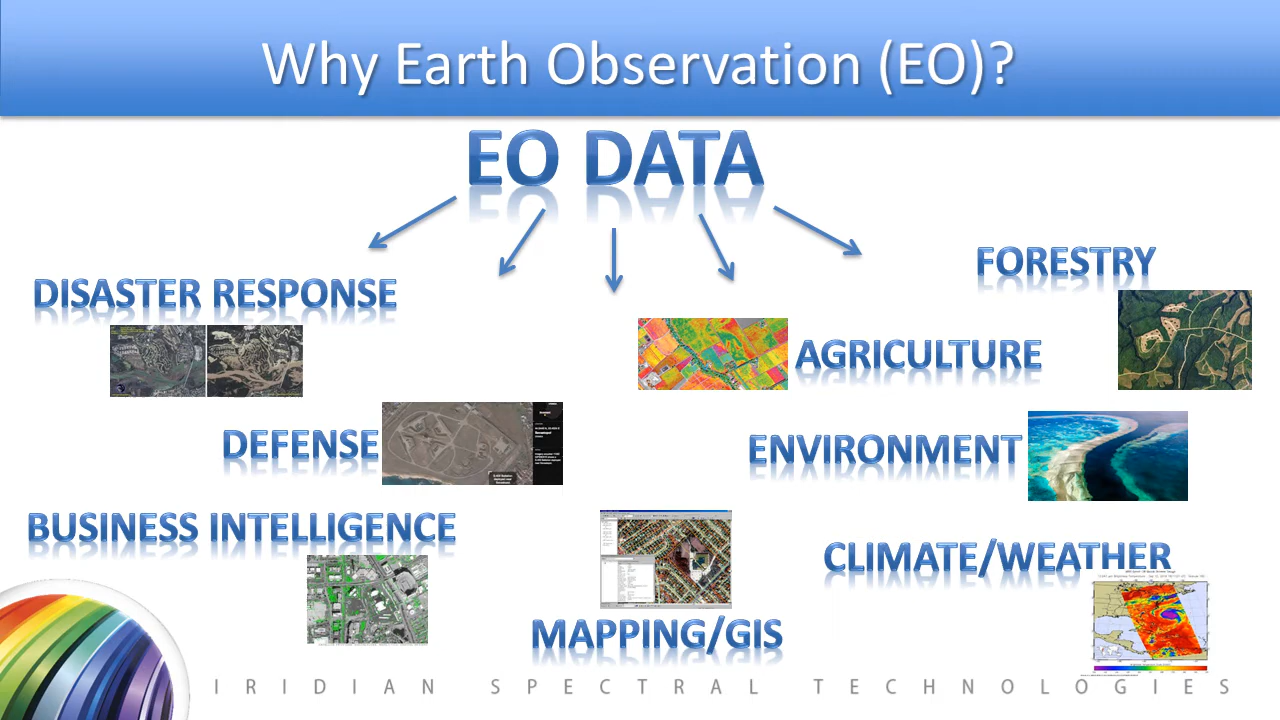 Why Earth Observation (EO)?
EO DATA
DISASTER RESPONSE
FORESTRY
AGRICULTURE
DEFENSE
ENVIRONMENT
BUSINESS INTELLIGENCE
CLIMATE/WEATHER
MAPPING/GIS
IRIDIAN SPECTRAL TECHNOLOGIES